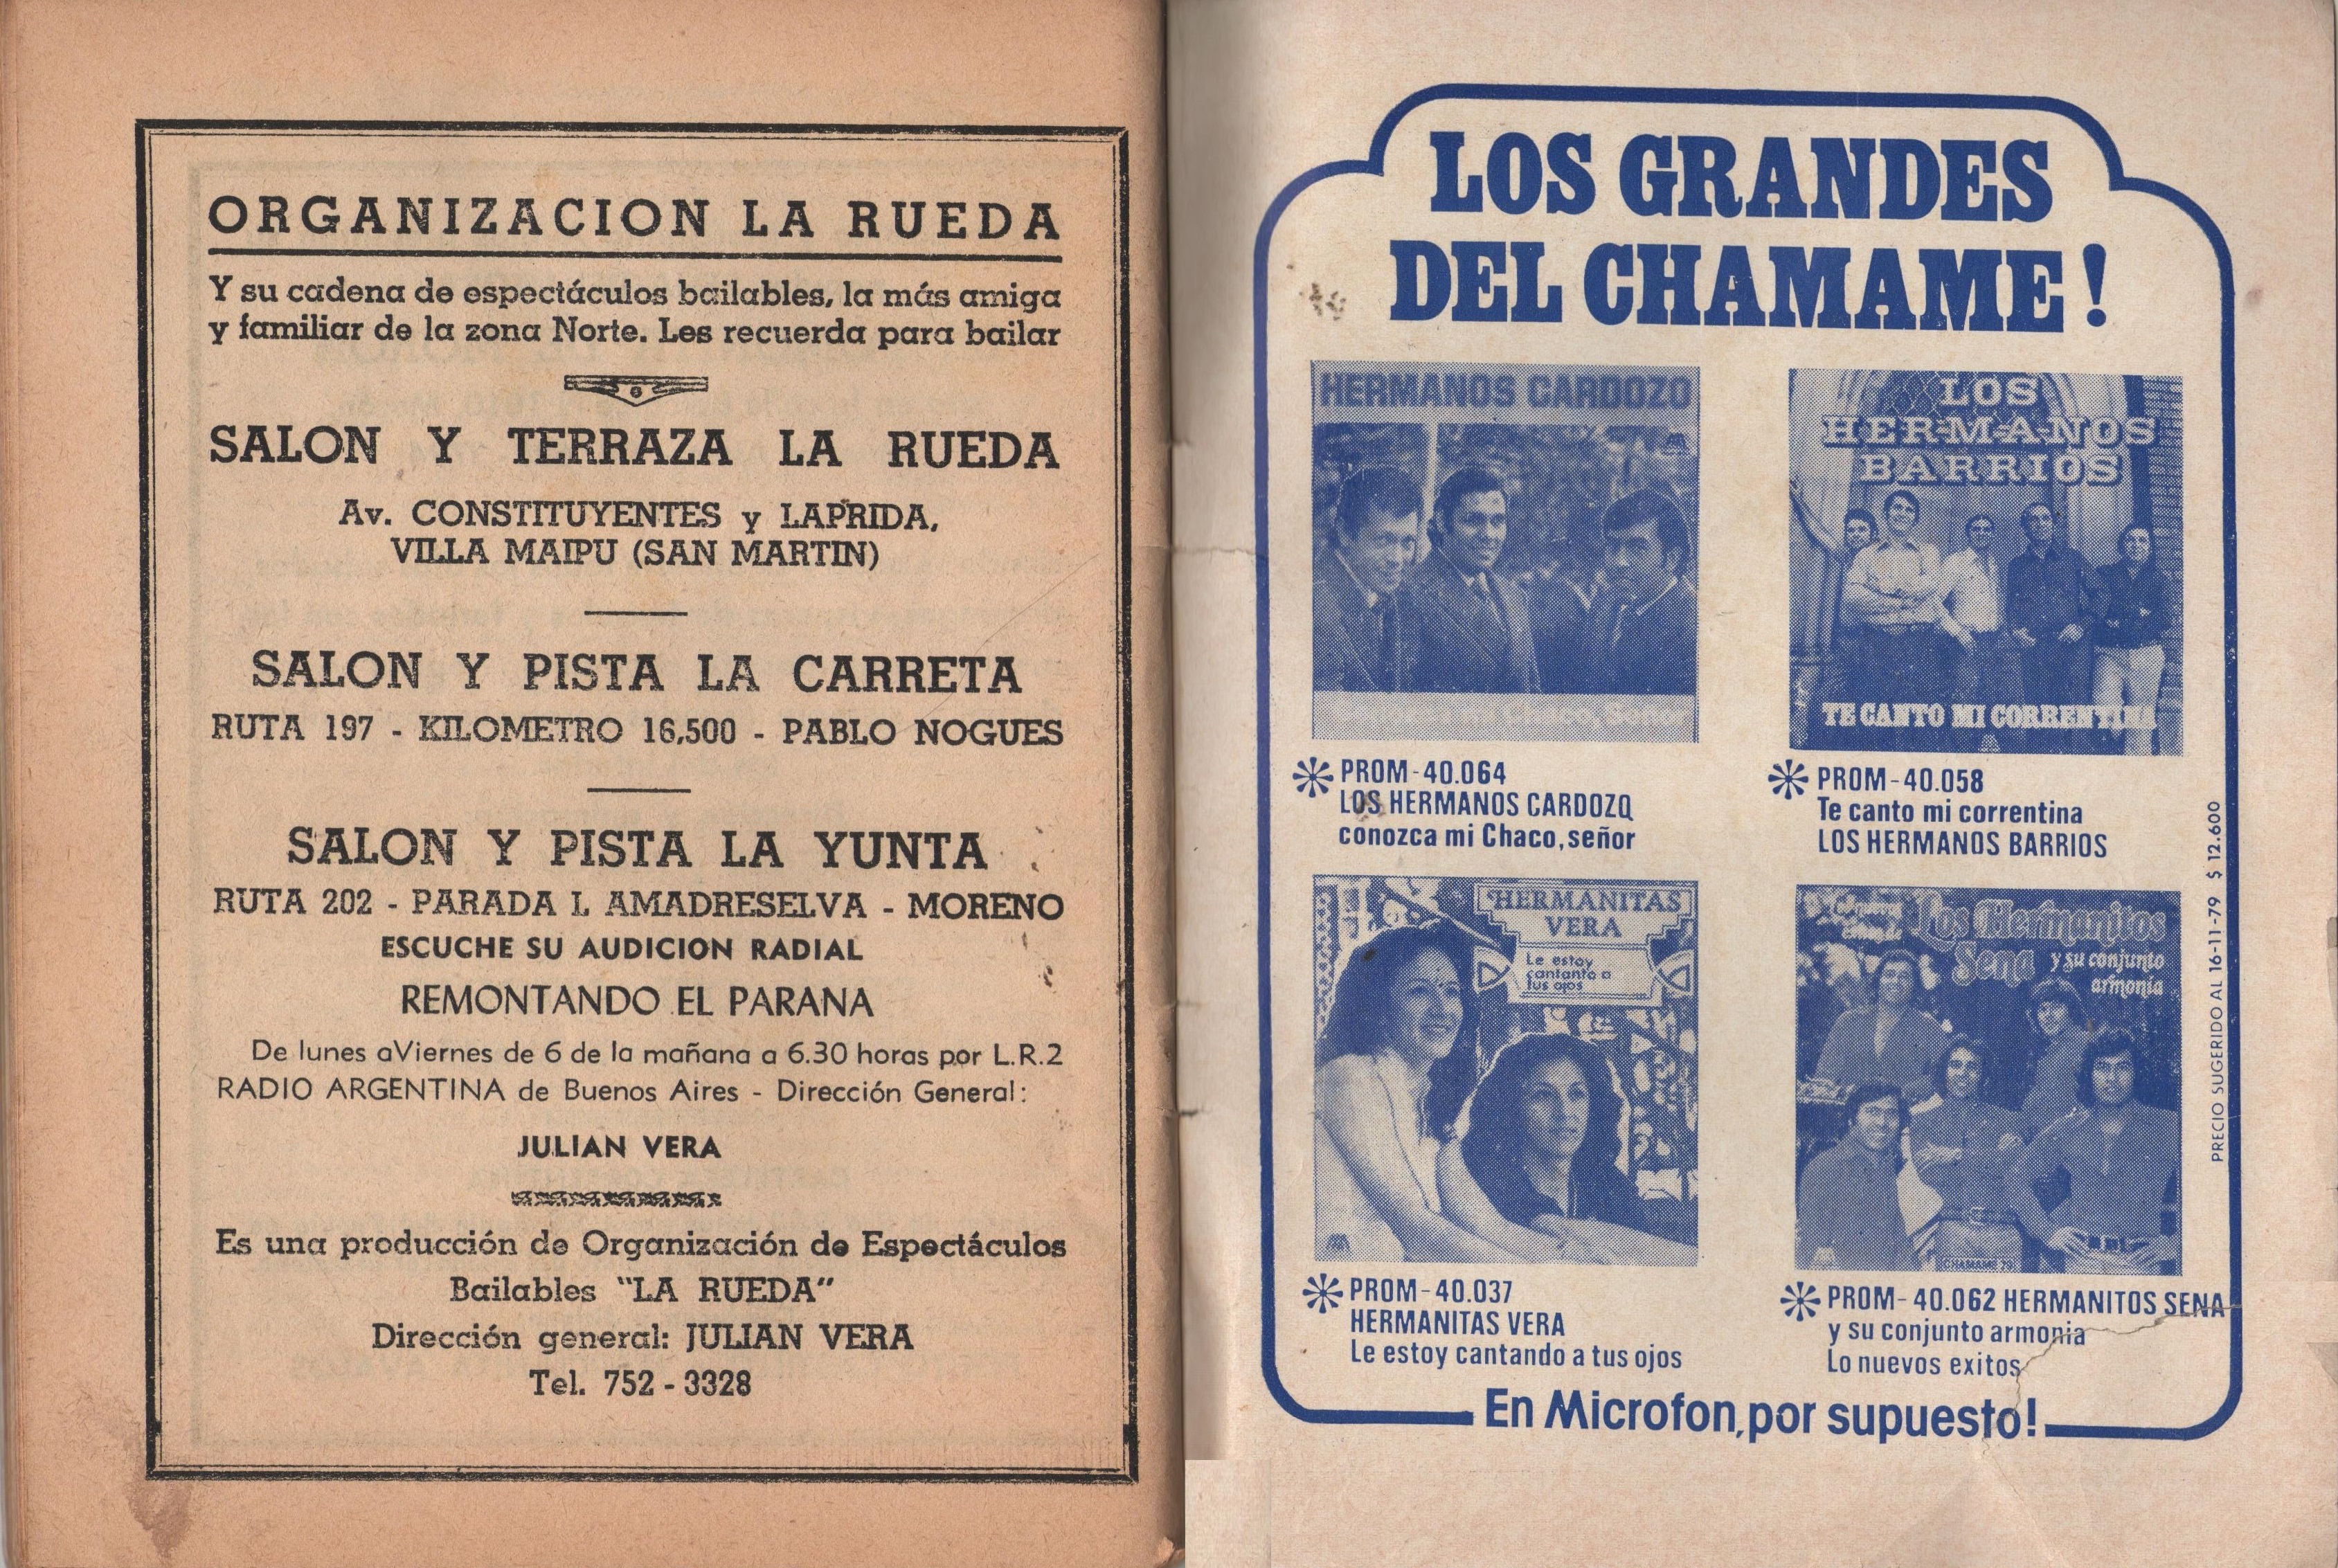 ORGANIZACION LA RUEDA
Y su cadena de espectáculos bailables, la más amiga
y familiar de la zona Norte. Les recuerda para bailar
SALON Y TERRAZA LA RUEDA
Av. CONSTITUYENTES y LAPRIDA,
VILLA MAIPU (SAN MARTIN)
SALON Y PISTA LA CARRETA
RUTA 197 - KILOMETRO 16,500 - PABLO NOGUES
SALON Y PISTA LA YUNTA
RUTA 202 - PARADA L AMADRESELVA - MORENO
ESCUCHE SU AUDICION RADIAL
REMONTANDO EL PARANA
De lunes aViernes de 6 de la mañana a 6.30 horas por L.R.2
RADIO ARGENTINA de Buenos Aires - Dirección General:
JULIAN VERA
Es una producción de Organización de Espectáculos
Bailables "LA RUEDA"
Dirección general: JULIAN VERA
Tel. 752-3328
LOS GRANDES
DEL CHAMAME!
HERMANOS CARDOZO
Chaco, Señor
PROM-40.064
LOS HERMANOS CARDOZO
conozca mi Chaco, señor
LOS
HERMANOS
BARRIOS
TE CANTO MI CORRENTINA
PROM-40.058
Te canto mi correntina
LOS HERMANOS BARRIOS
HERMANITAS
VERA
Le estoy
cantanto a
tus ojos
PROM-40.037
HERMANITAS VERA
Le estoy cantando a tus ojos
Los Hermanitos
Sena y su conjunto
armonia
CHAMAME 79
PROM-40.062 HERMANITOS SENA
y su conjunto armonia
Lo nuevos exitos
PRECIO SUGERIDO AL 16-11-79 $ 12.600
En Microfon, por supuesto!